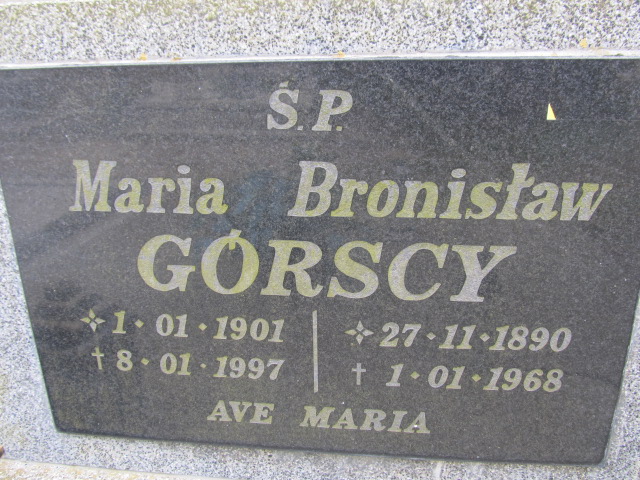 Ś.P.
Maria Bronisław
GÓRSCY
1·01·1901 27·11·1890
†8·01·1997 †1·01·1968
AVE MARIA